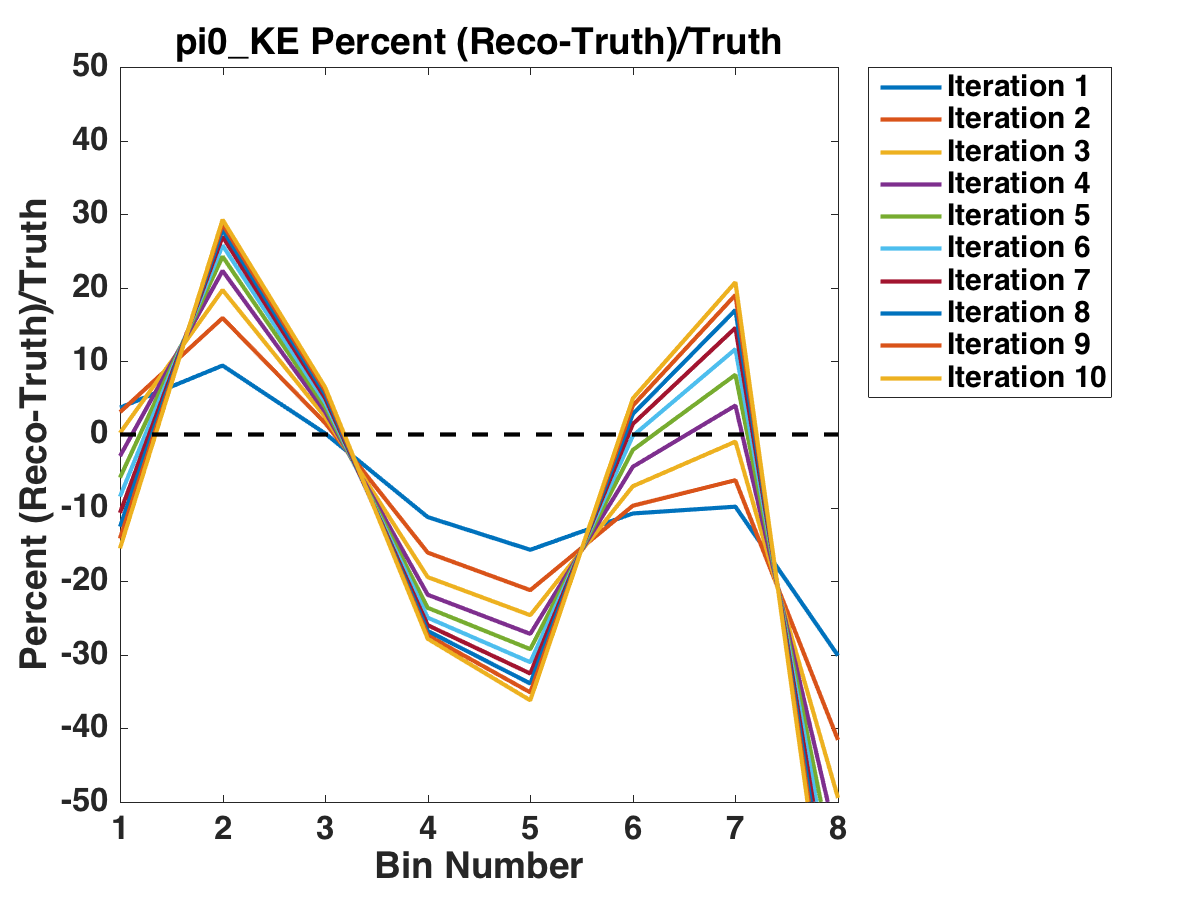 pi0_KE Percent (Reco-Truth)/Truth
Percent (Reco-Truth)/Truth
50
40
30
20
10
0
-10
-20
-30
-40
-50
1 2 3 4 5 6 7 8
Bin Number
Iteration 1
Iteration 2
Iteration 3
Iteration 4
Iteration 5
Iteration 6
Iteration 7
Iteration 8
Iteration 9
Iteration 10